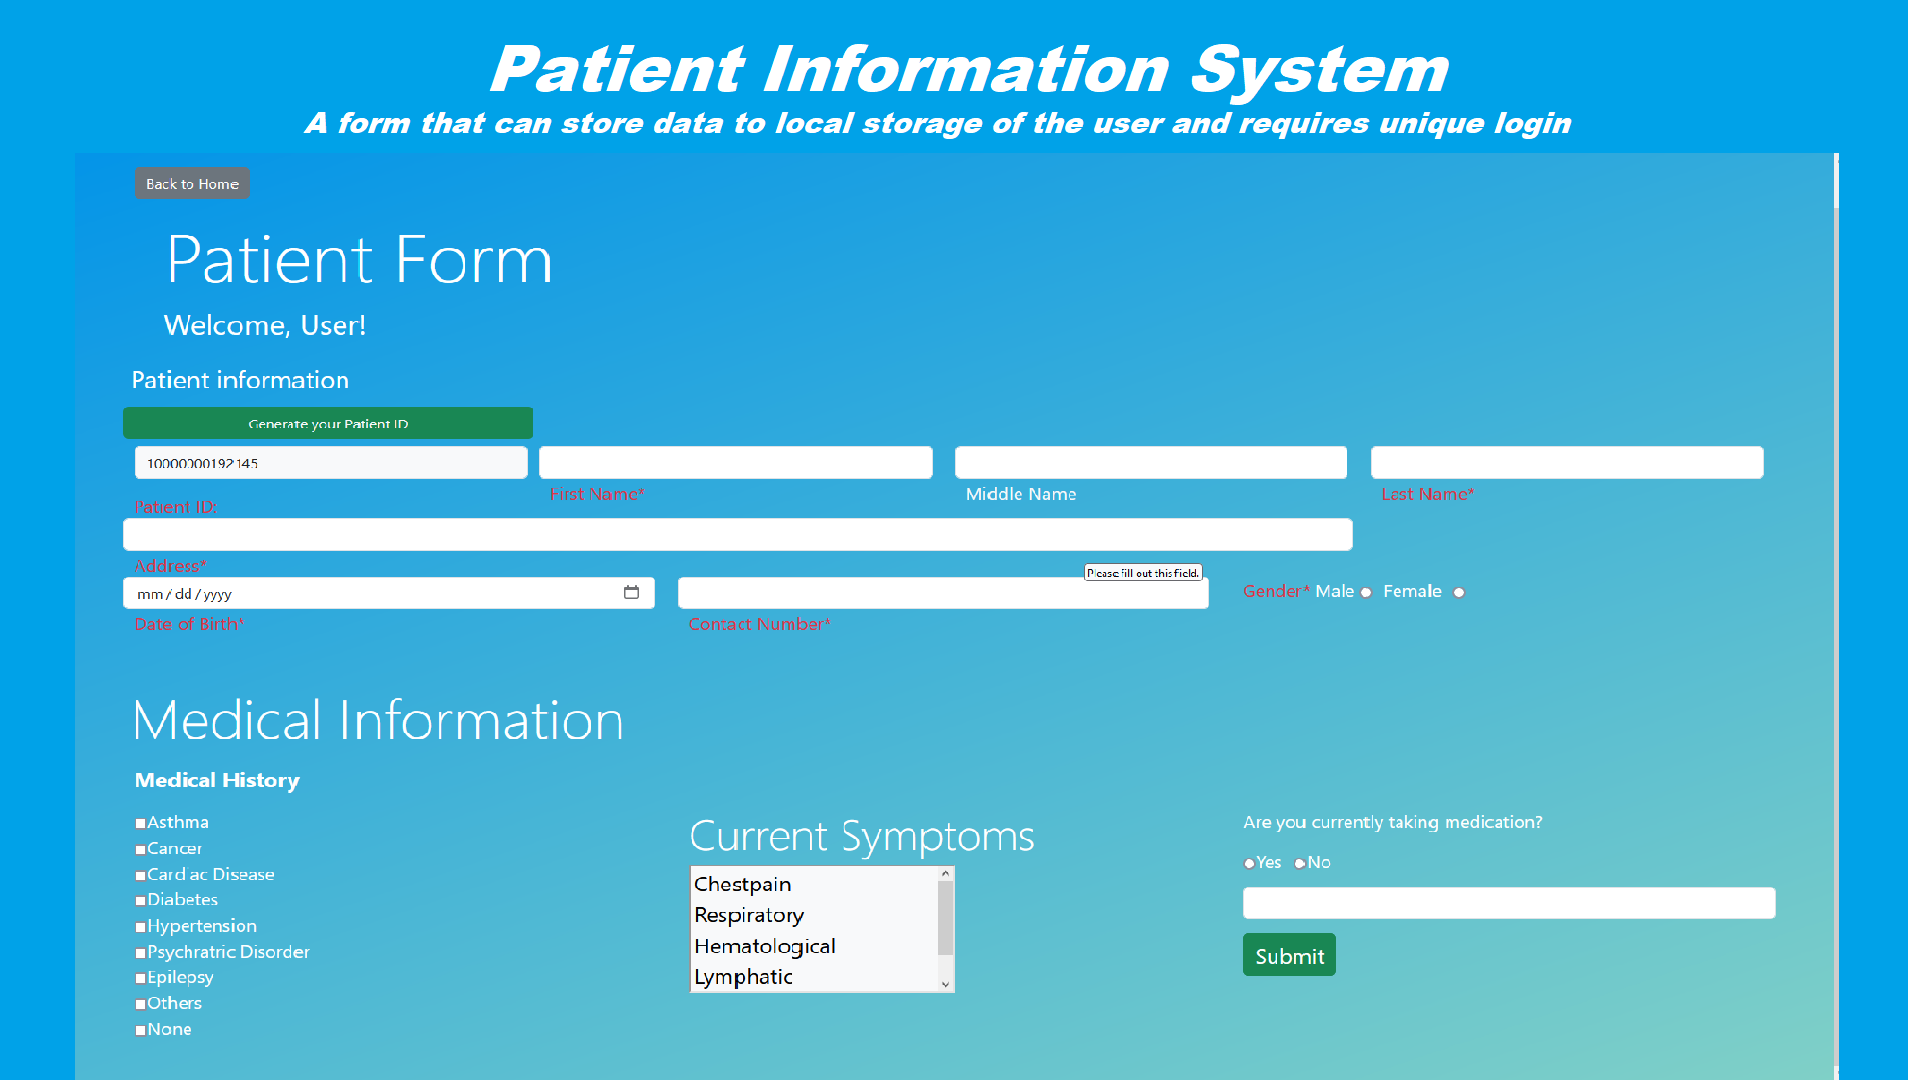 Patient Information System
A form that can store data to local storage of the user and requires unique login
Back to Home
Patient Form
Welcome, User!
Patient information
Generate your Patient ID
10000000192145
Patient ID:
First Name*
Middle Name
Last Name*
Address*
Please fill out this field.
mm / dd / yyyy
Date of Birth*
Contact Number*
Gender* Male Female
Medical Information
Medical History
Asthma
Cancer
Cardiac Disease
Diabetes
Hypertension
Psychratric Disorder
Epilepsy
Others
None
Current Symptoms
Chestpain
Respiratory
Hematological
Lymphatic
Are you currently taking medication?
Yes No
Submit